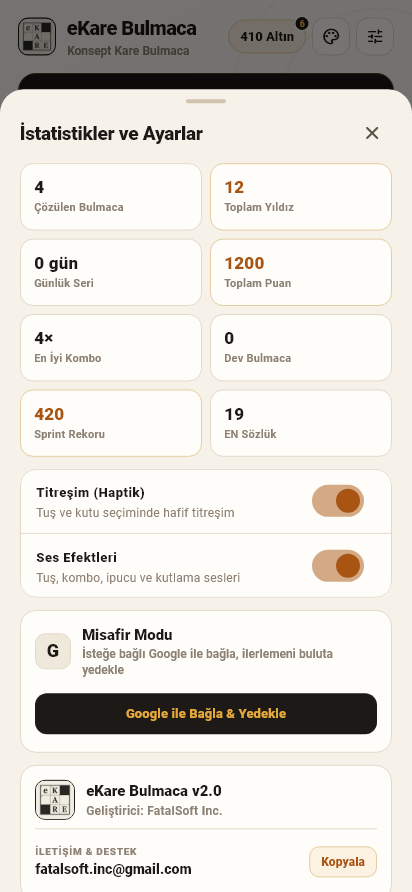 eKare Bulmaca
Konsept Kare Bulmaca
410 Altın
6
İstatistikler ve Ayarlar
4
Çözülen Bulmaca
12
Toplam Yıldız
0 gün
Günlük Seri
1200
Toplam Puan
4×
En İyi Kombo
0
Dev Bulmaca
420
Sprint Rekoru
19
EN Sözlük
Titreşim (Haptik)
Tuş ve kutu seçiminde hafif titreşim
Ses Efektleri
Tuş, kombo, ipucu ve kutlama sesleri
G
Misafir Modu
İsteğe bağlı Google ile bağla, ilerlemeni buluta
yedekle
Google ile Bağla & Yedekle
eKare Bulmaca v2.0
Geliştirici: FatalSoft Inc.
İLETİŞİM & DESTEK
fatalsoft.inc@gmail.com
Kopyala